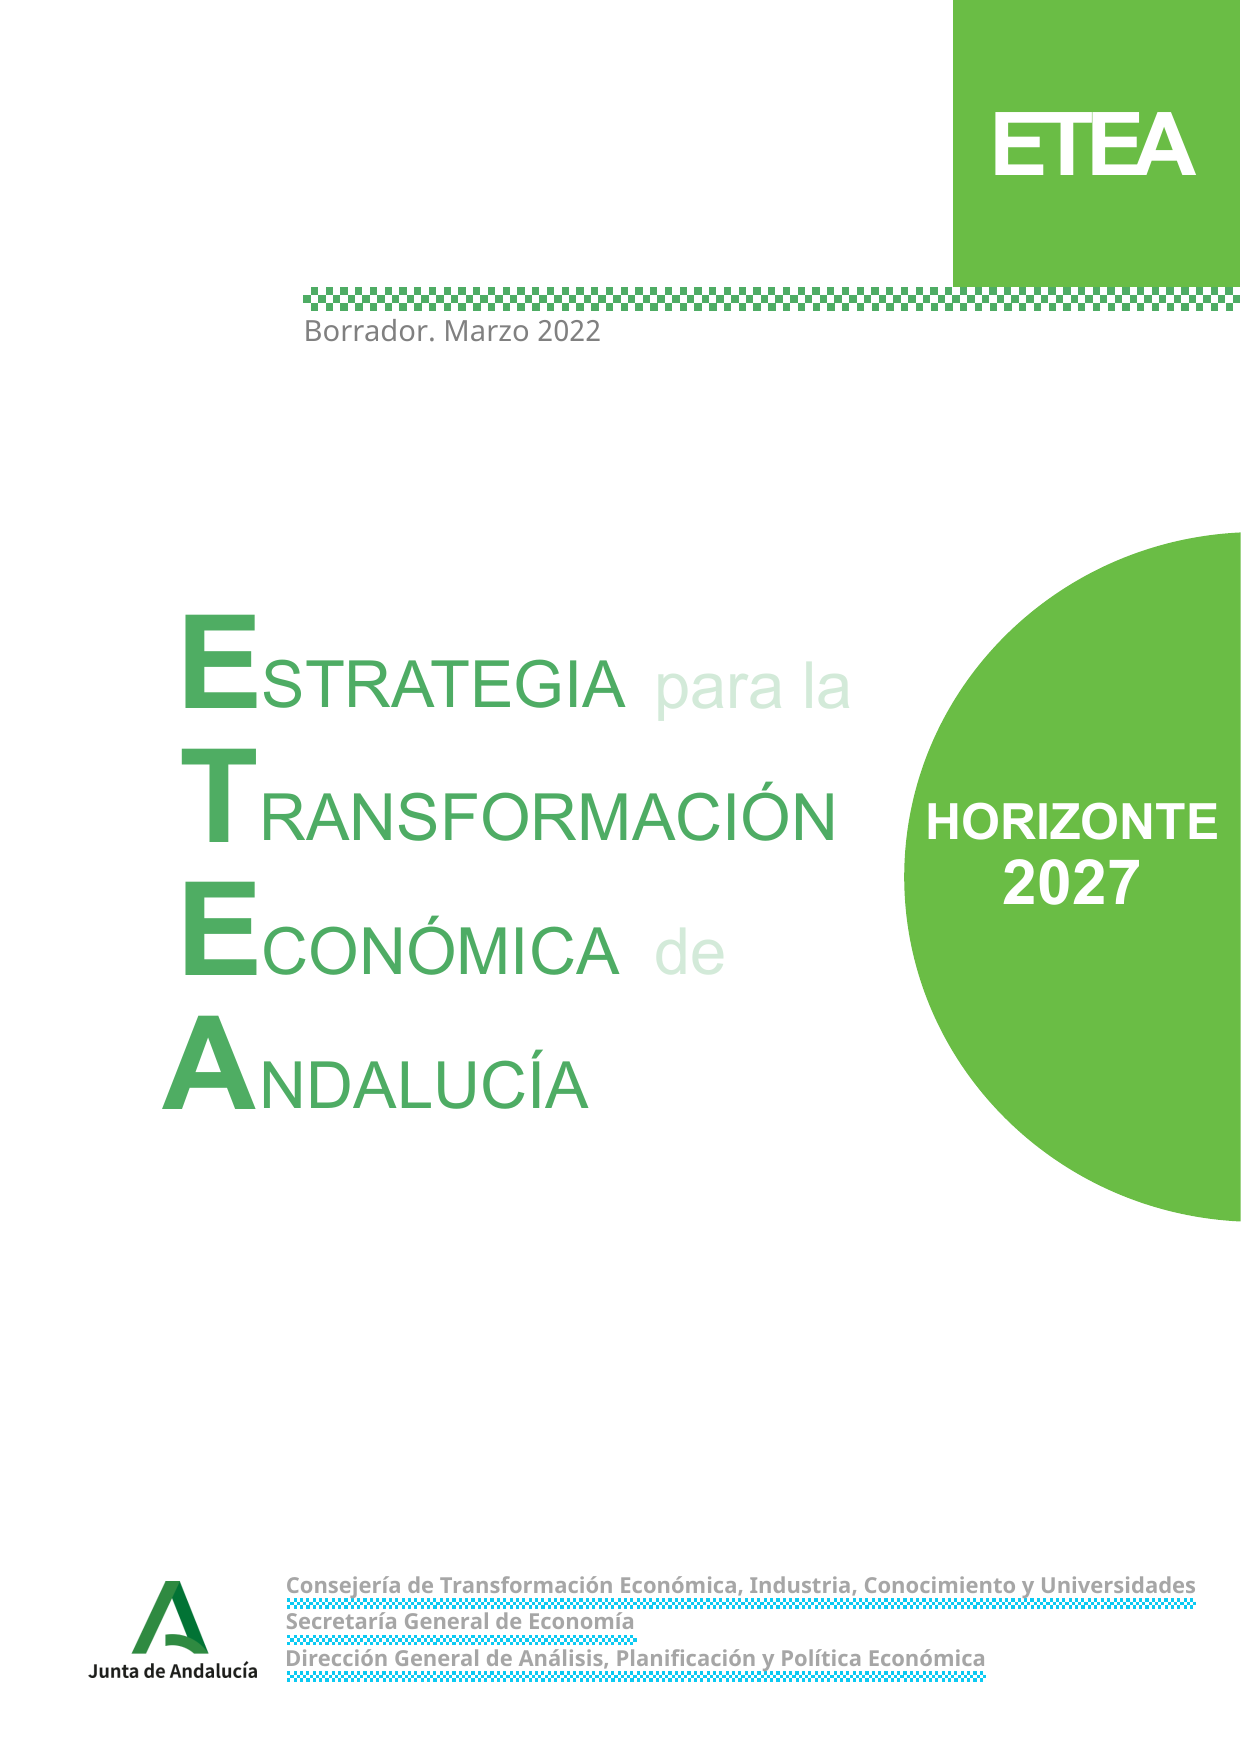 ETEA
Borrador. Marzo 2022
ESTRATEGIA para la
TRANSFORMACIÓN
ECONÓMICA de
ANDALUCÍA
HORIZONTE
2027
Consejería de Transformación Económica, Industria, Conocimiento y Universidades
Secretaría General de Economía
Dirección General de Análisis, Planificación y Política Económica
Junta de Andalucía